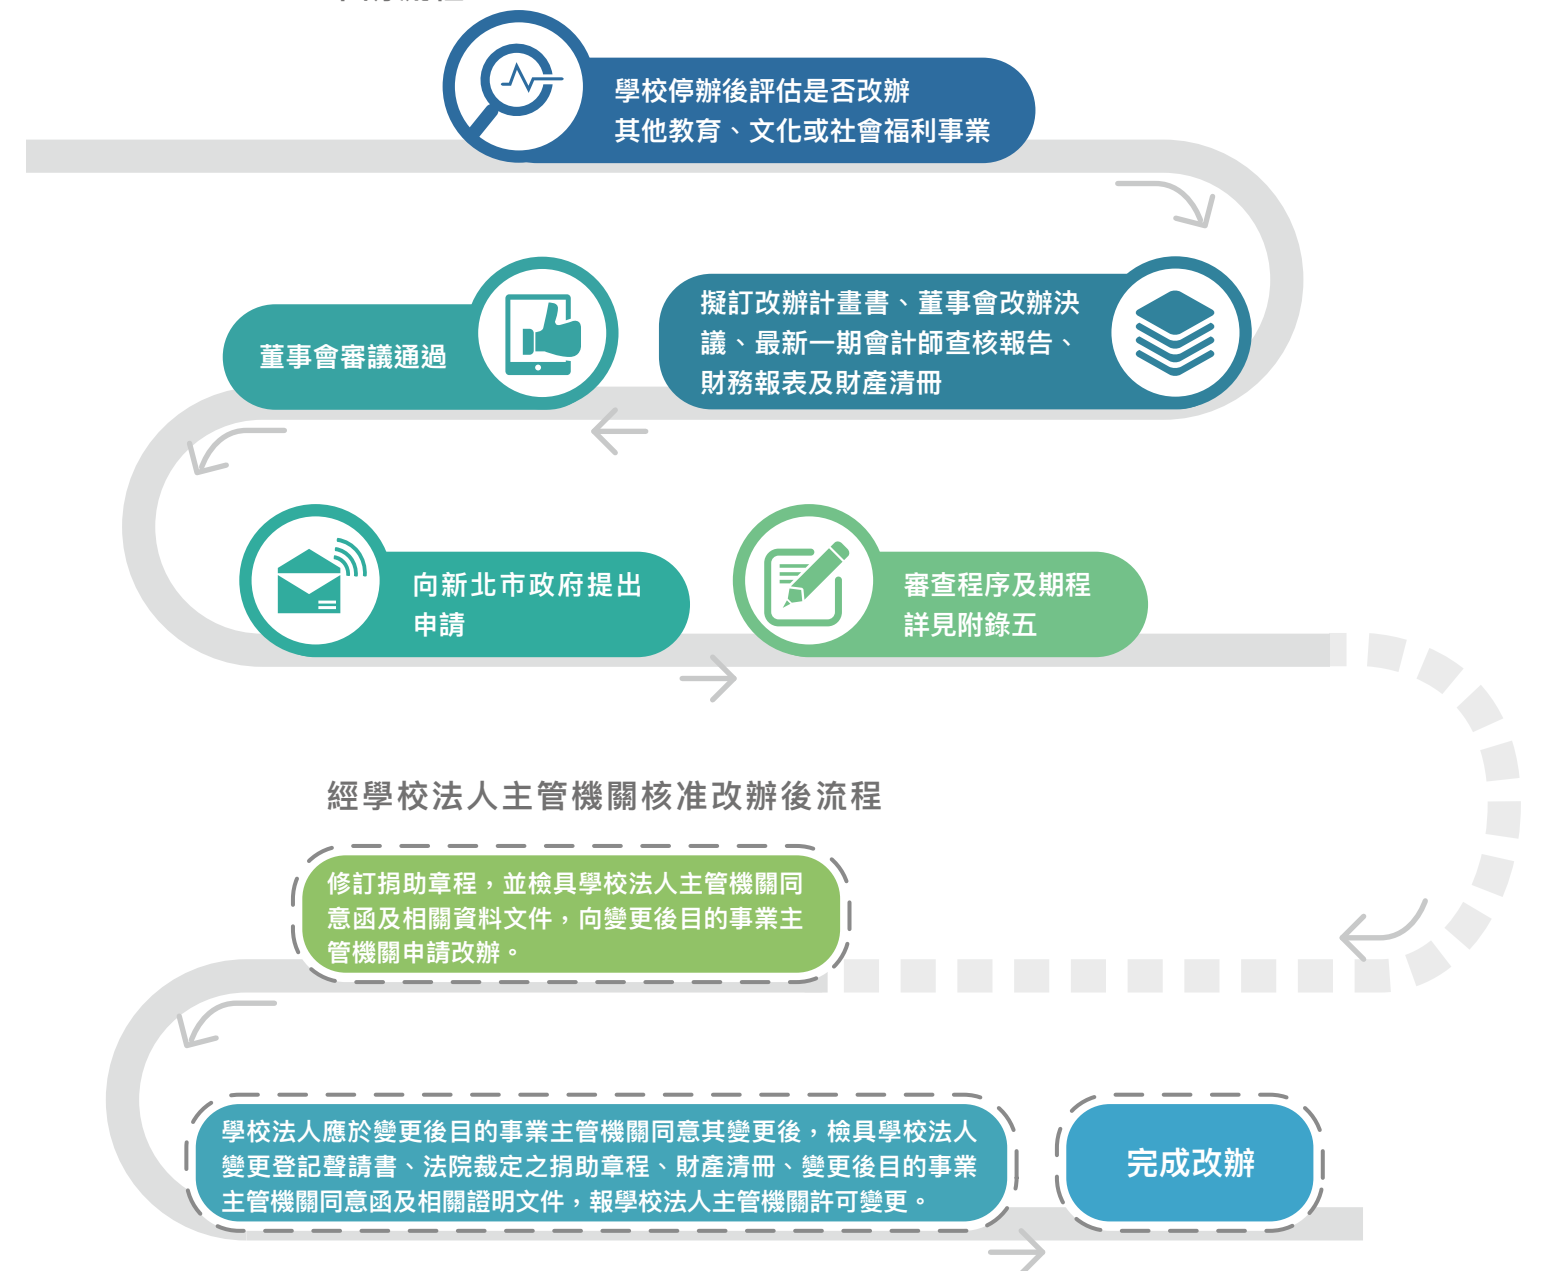 學校停辦後評估是否改辦
其他教育、文化或社會福利事業
擬訂改辦計畫書、董事會改辦決
議、最新一期會計師查核報告、
財務報表及財產清冊
董事會審議通過
向新北市政府提出
申請
審查程序及期程
詳見附錄五
經學校法人主管機關核准改辦後流程
修訂捐助章程，並檢具學校法人主管機關同
意函及相關資料文件，向變更後目的事業主
管機關申請改辦。
學校法人應於變更後目的事業主管機關同意其變更後，檢具學校法人
變更登記聲請書、法院裁定之捐助章程、財產清冊、變更後目的事業
主管機關同意函及相關證明文件，報學校法人主管機關許可變更。
完成改辦